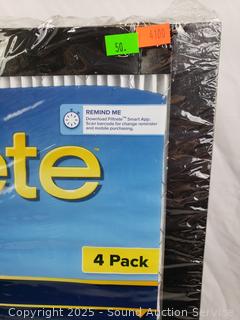 50.
4100
REMIND ME
Download Filtrete™ Smart App.
Scan barcode for change reminder
and mobile purchasing.
ete™
4 Pack
Copyright 2025 - Sound Auction Service